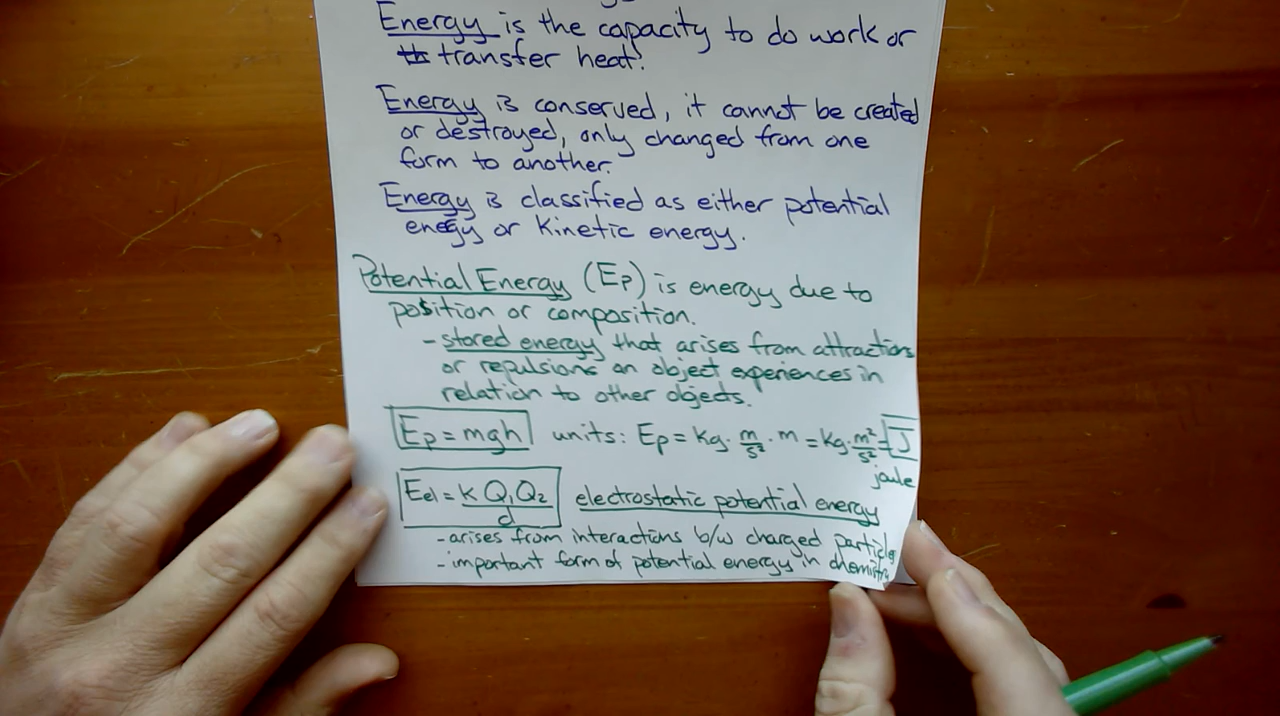 Energy is the capacity to do work or
transfer heat.
Energy is conserved, it cannot be created
or destroyed, only changed from one
form to another.
Energy is classified as either potential
energy or Kinetic energy.
Potential Energy (Ep) is energy due to
position or composition.
- stored energy that arises from attractions
or repulsions an object experiences in
relation to other objects.
Ep = mgh units: Ep = kg · m/s² · m = kg · m²/s² = J
joule
Eel = K Q₁Q₂/d electrostatic potential energy
- arises from interactions b/w charged particles
- important form of potential energy in chemistry